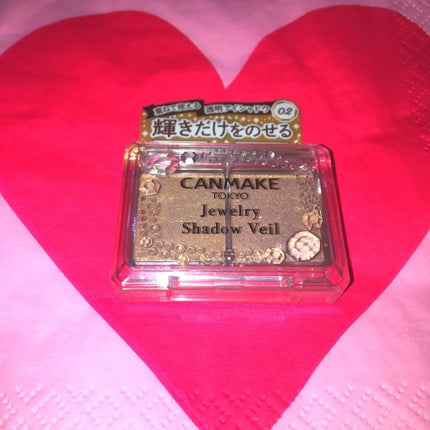 重ねて使える 透明アイシャドウ 02
輝きだけをのせる
CANMAKE
TOKYO
Jewelry
Shadow Veil